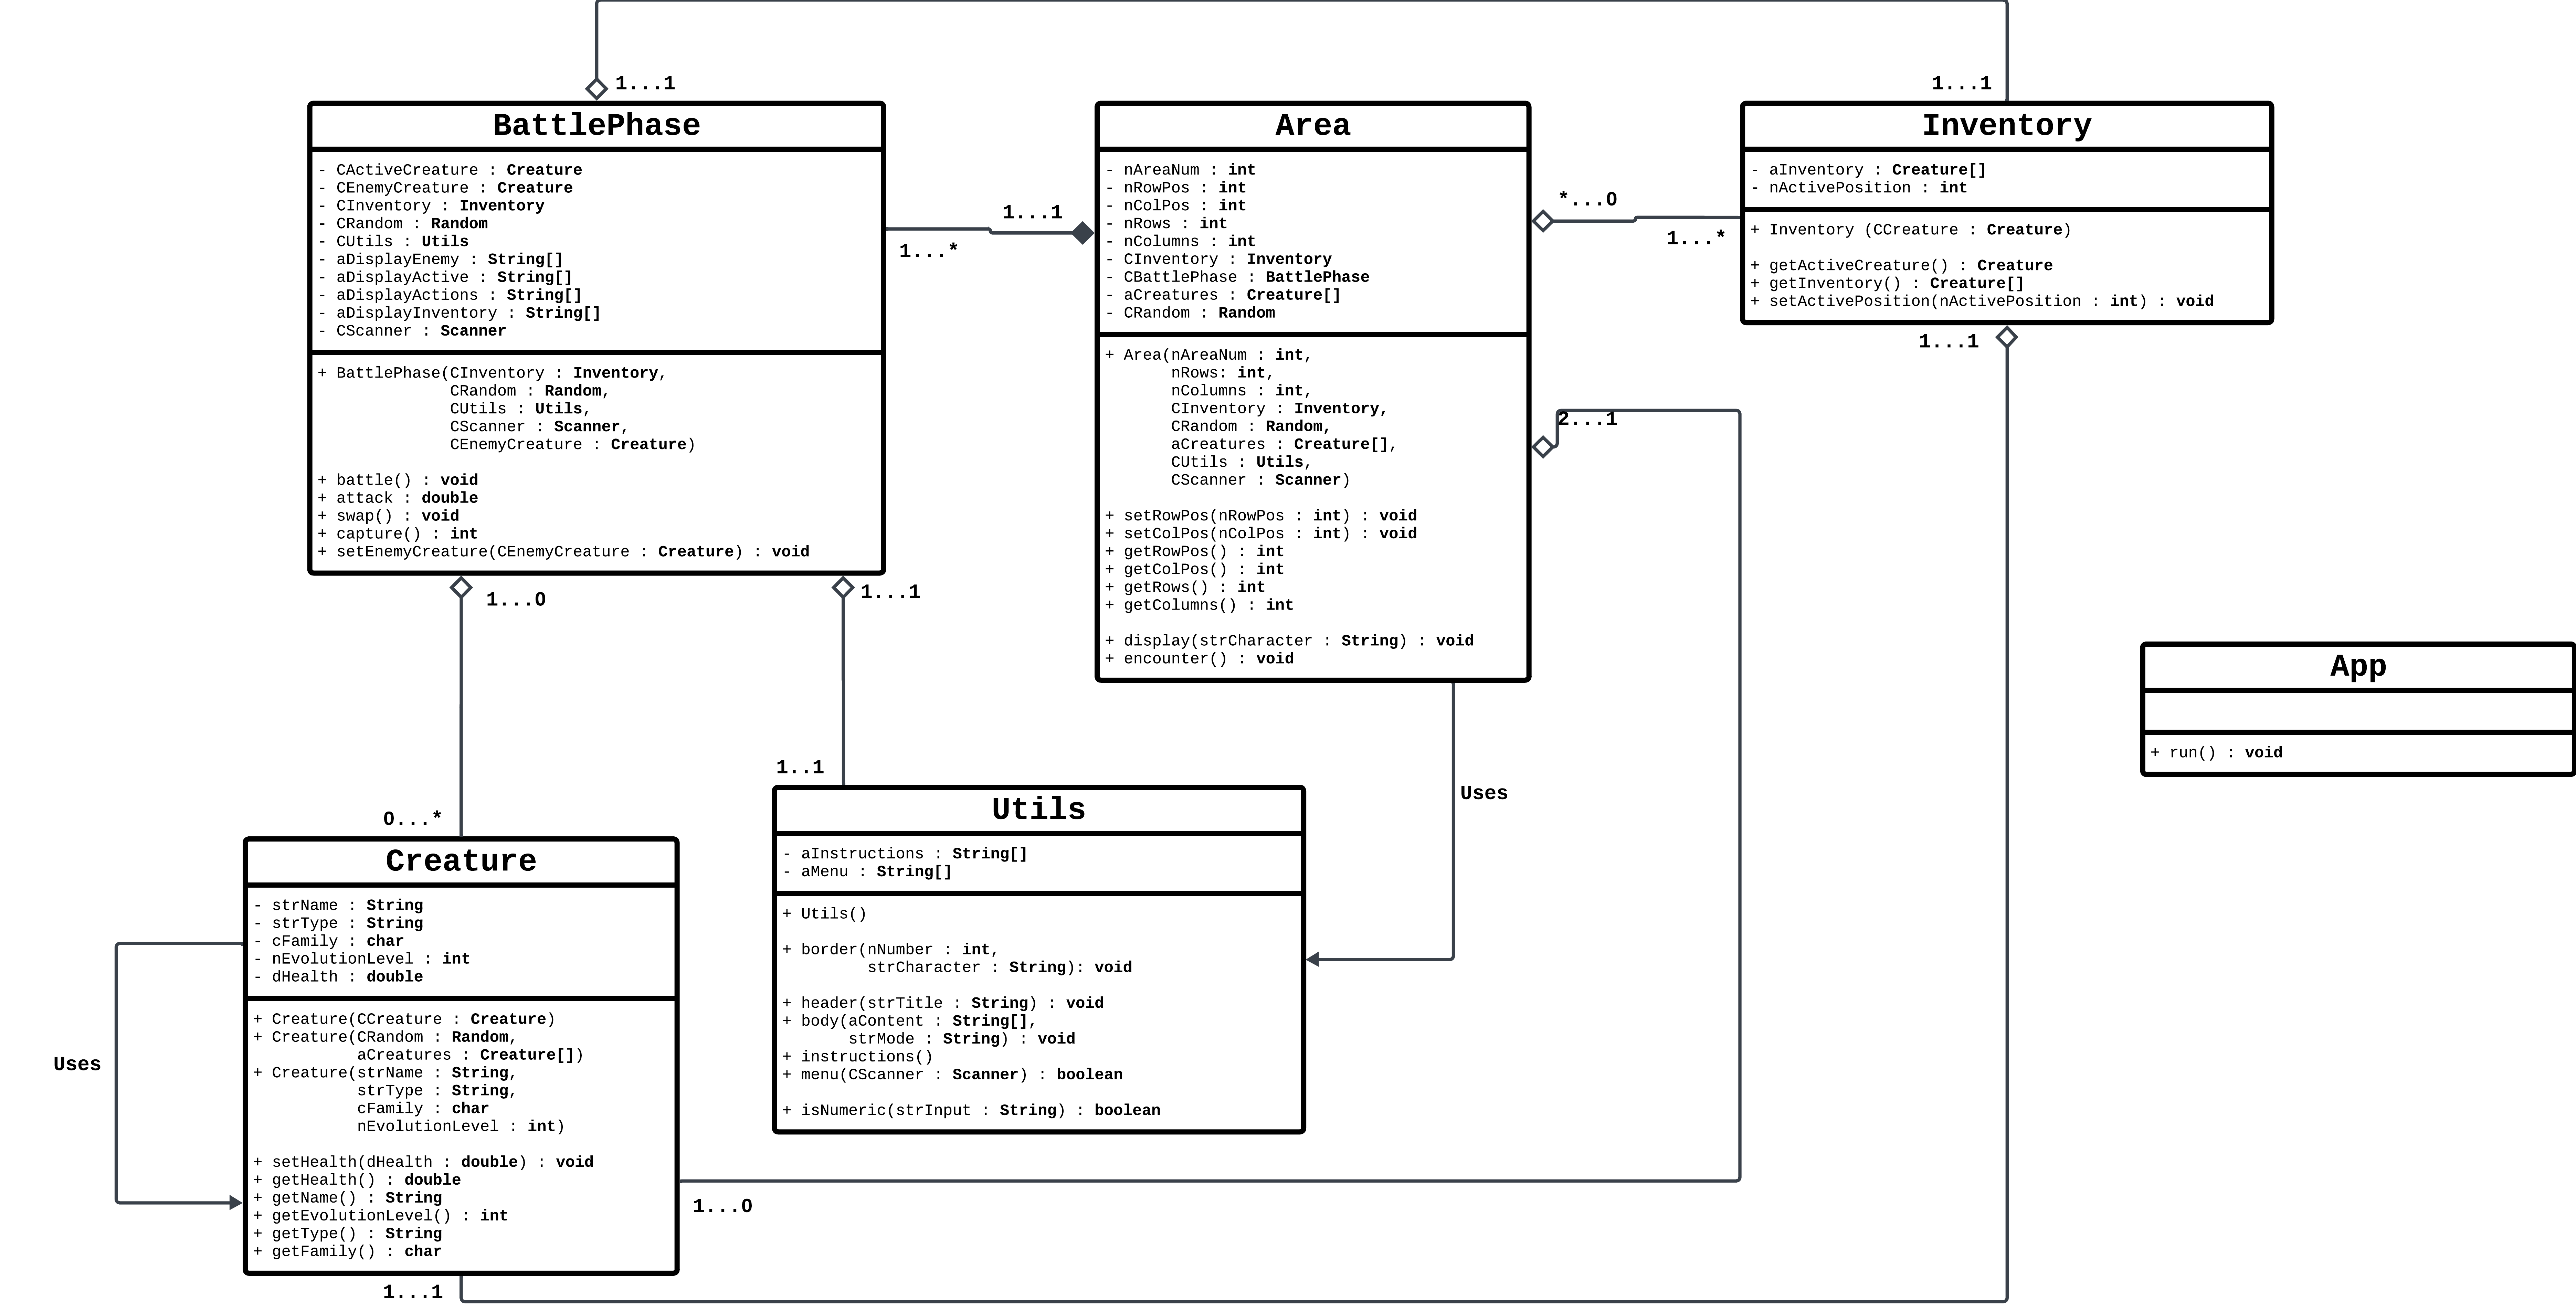 1...1
1...1
BattlePhase
- CActiveCreature : Creature
- CEnemyCreature : Creature
- CInventory : Inventory
- CRandom : Random
- CUtils : Utils
- aDisplayEnemy : String[]
- aDisplayActive : String[]
- aDisplayActions : String[]
- aDisplayInventory : String[]
- CScanner : Scanner
+ BattlePhase(CInventory : Inventory,
CRandom : Random,
CUtils : Utils,
CScanner : Scanner,
CEnemyCreature : Creature)
+ battle() : void
+ attack : double
+ swap() : void
+ capture() : int
+ setEnemyCreature(CEnemyCreature : Creature) : void
1...1
1...*
Area
- nAreaNum : int
- nRowPos : int
- nColPos : int
- nRows : int
- nColumns : int
- CInventory : Inventory
- CBattlePhase : BattlePhase
- aCreatures : Creature[]
- CRandom : Random
+ Area(nAreaNum : int,
nRows: int,
nColumns : int,
CInventory : Inventory,
CRandom : Random,
aCreatures : Creature[],
CUtils : Utils,
CScanner : Scanner)
+ setRowPos(nRowPos : int) : void
+ setColPos(nColPos : int) : void
+ getRowPos() : int
+ getColPos() : int
+ getRows() : int
+ getColumns() : int
+ display(strCharacter : String) : void
+ encounter() : void
*...0
1...*
Inventory
- aInventory : Creature[]
- nActivePosition : int
+ Inventory (CCreature : Creature)
+ getActiveCreature() : Creature
+ getInventory() : Creature[]
+ setActivePosition(nActivePosition : int) : void
1...1
2...1
1...0
1...1
App
+ run() : void
1...1
Uses
0...*
Utils
- aInstructions : String[]
- aMenu : String[]
+ Utils()
+ border(nNumber : int,
strCharacter : String): void
+ header(strTitle : String) : void
+ body(aContent : String[],
strMode : String) : void
+ instructions()
+ menu(CScanner : Scanner) : boolean
+ isNumeric(strInput : String) : boolean
Creature
- strName : String
- strType : String
- cFamily : char
- nEvolutionLevel : int
- dHealth : double
+ Creature(CCreature : Creature)
+ Creature(CRandom : Random,
aCreatures : Creature[])
+ Creature(strName : String,
strType : String,
cFamily : char
nEvolutionLevel : int)
+ setHealth(dHealth : double) : void
+ getHealth() : double
+ getName() : String
+ getEvolutionLevel() : int
+ getType() : String
+ getFamily() : char
Uses
1...0
1...1